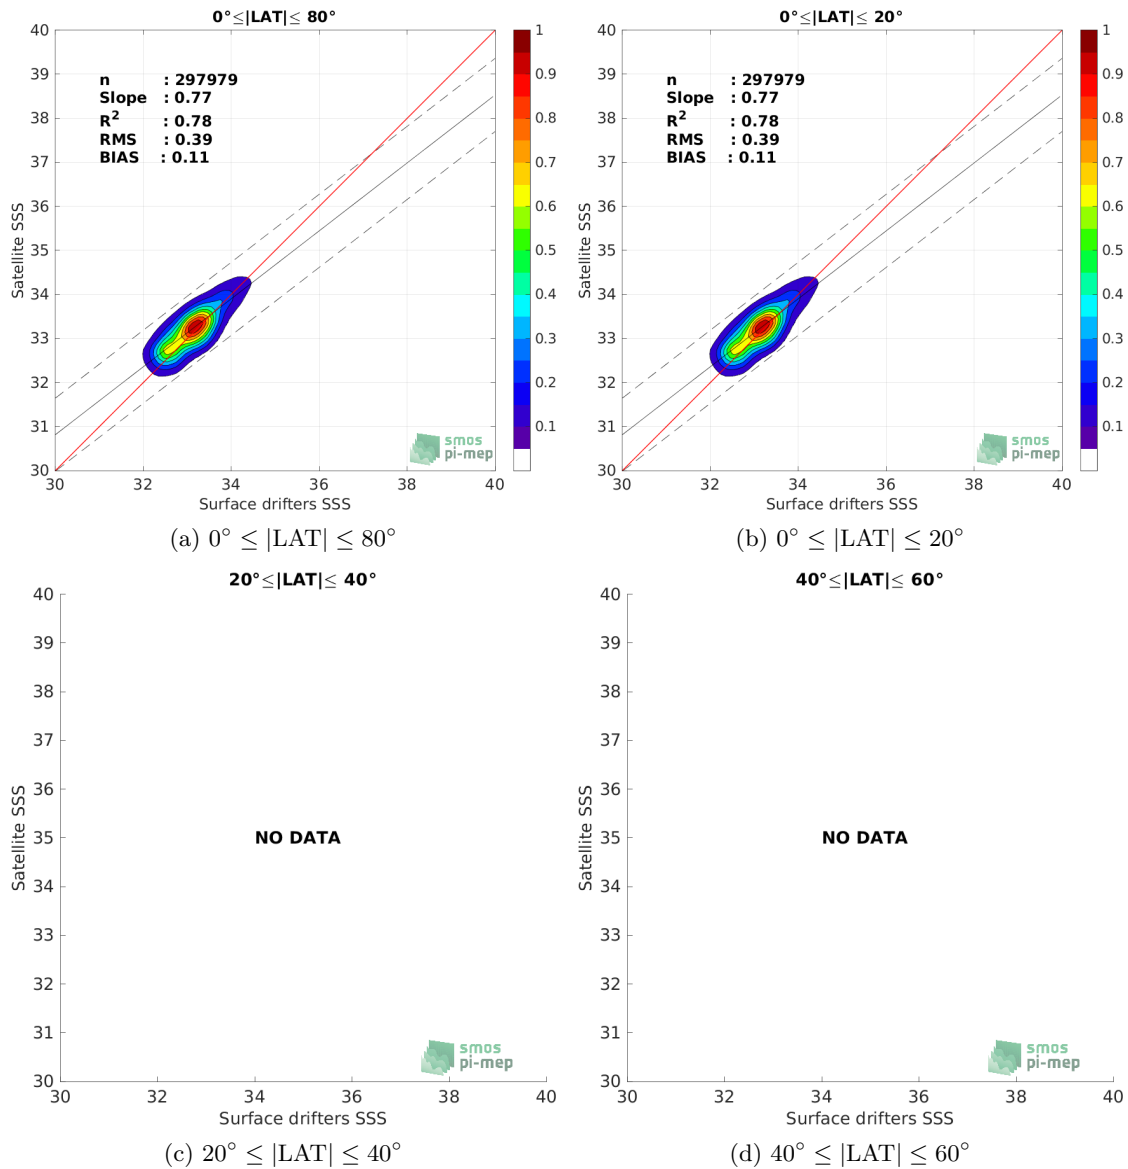 0°≤|LAT|≤ 80°
40
39
38
37
36
35
34
33
32
31
30
Satellite SSS
n : 297979
Slope : 0.77
R² : 0.78
RMS : 0.39
BIAS : 0.11
smos
pi-mep
30 32 34 36 38 40
Surface drifters SSS
1
0.9
0.8
0.7
0.6
0.5
0.4
0.3
0.2
0.1
(a) 0° ≤ |LAT| ≤ 80°
0°≤|LAT|≤ 20°
40
39
38
37
36
35
34
33
32
31
30
Satellite SSS
n : 297979
Slope : 0.77
R² : 0.78
RMS : 0.39
BIAS : 0.11
smos
pi-mep
30 32 34 36 38 40
Surface drifters SSS
1
0.9
0.8
0.7
0.6
0.5
0.4
0.3
0.2
0.1
(b) 0° ≤ |LAT| ≤ 20°
20°≤|LAT|≤ 40°
40
39
38
37
36
35
34
33
32
31
30
Satellite SSS
NO DATA
smos
pi-mep
30 32 34 36 38 40
Surface drifters SSS
(c) 20° ≤ |LAT| ≤ 40°
40°≤|LAT|≤ 60°
40
39
38
37
36
35
34
33
32
31
30
Satellite SSS
NO DATA
smos
pi-mep
30 32 34 36 38 40
Surface drifters SSS
(d) 40° ≤ |LAT| ≤ 60°